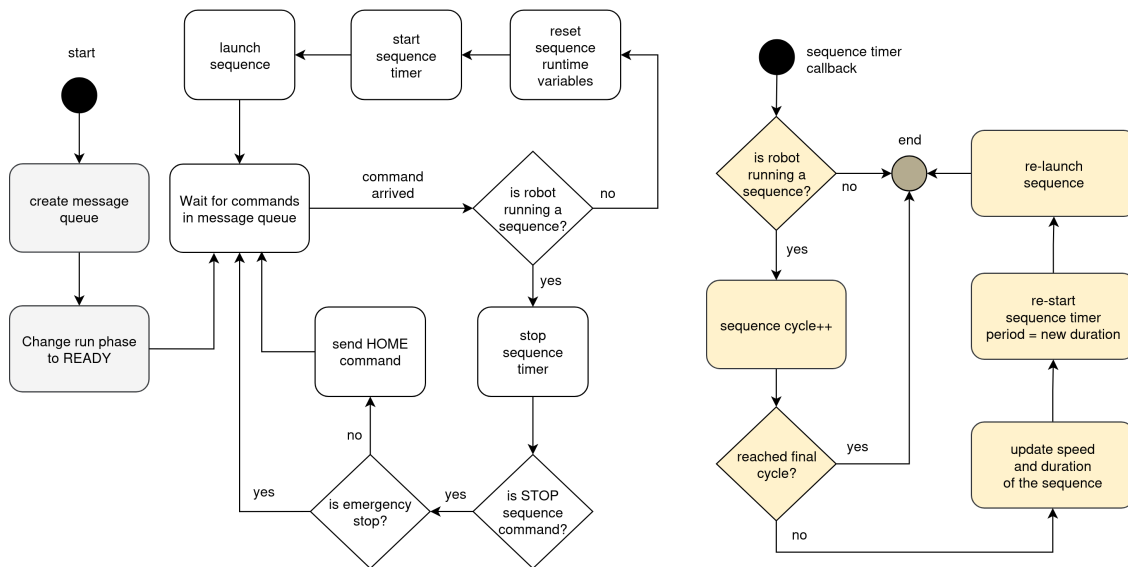 start
create message
queue
Change run phase
to READY
launch
sequence
start
sequence
timer
reset
sequence
runtime
variables
Wait for commands
in message queue
command
arrived
is robot
running a
sequence?
no
yes
stop
sequence
timer
is STOP
sequence
command?
yes
is emergency
stop?
no
yes
send HOME
command
sequence timer
callback
is robot
running a
sequence?
no
yes
end
sequence cycle++
reached final
cycle?
yes
no
update speed
and duration
of the sequence
re-start
sequence timer
period = new duration
re-launch
sequence